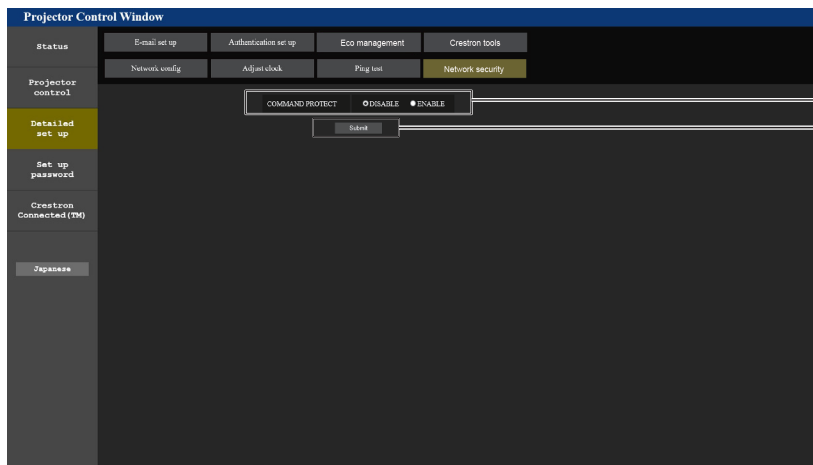 Projector Control Window
Status
E-mail set up
Authentication set up
Eco management
Crestron tools
Network config
Adjust clock
Ping test
Network security
Projector
control
Detailed
set up
Set up
password
Crestron
Connected(TM)
Japanese
COMMAND PROTECT DISABLE ENABLE
Submit